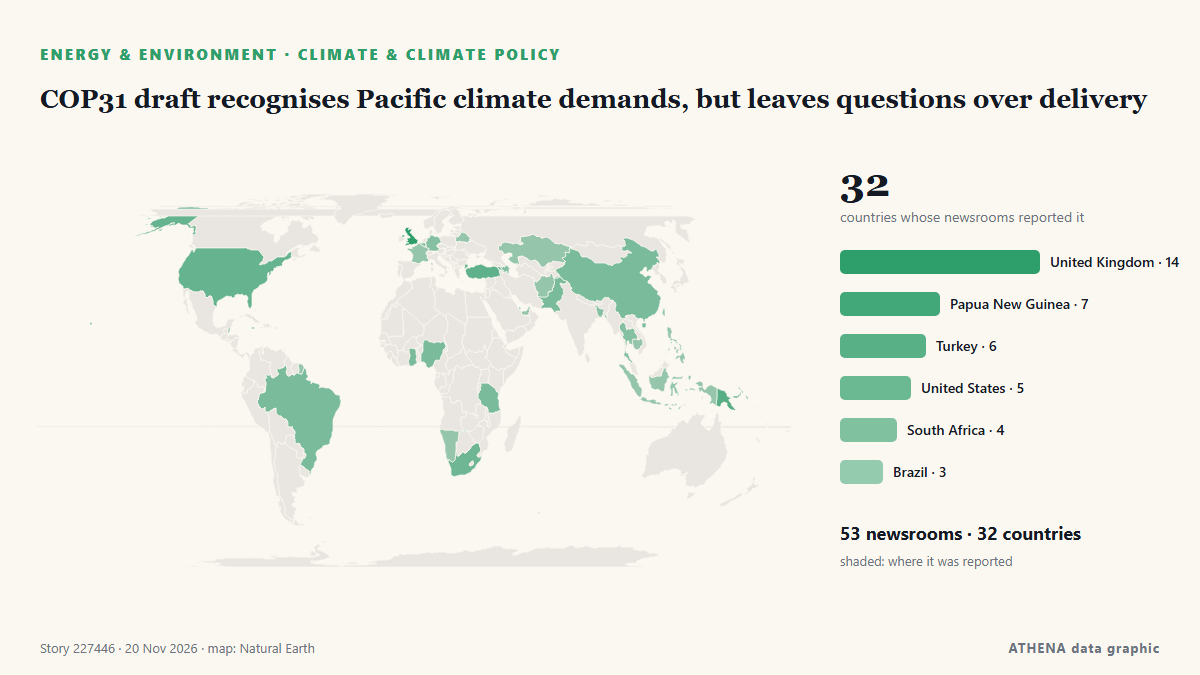 ENERGY & ENVIRONMENT · CLIMATE & CLIMATE POLICY
COP31 draft recognises Pacific climate demands, but leaves questions over delivery
32
countries whose newsrooms reported it
United Kingdom · 14
Papua New Guinea · 7
Turkey · 6
United States · 5
South Africa · 4
Brazil · 3
53 newsrooms · 32 countries
shaded: where it was reported
Story 227446 · 20 Nov 2026 · map: Natural Earth
ATHENA data graphic